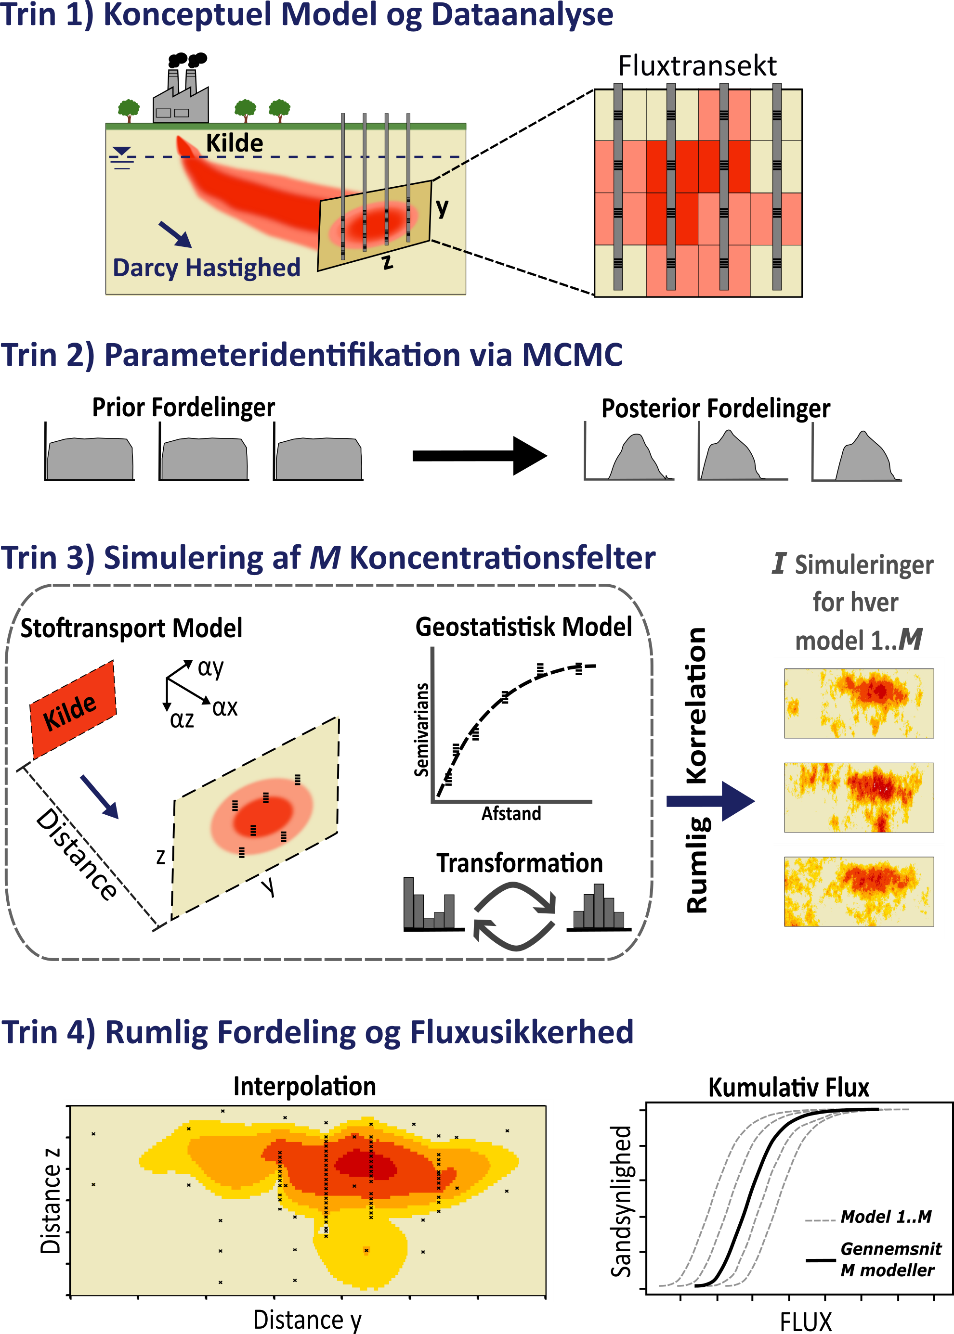 Trin 1) Konceptuel Model og Dataanalyse
Fluxtransekt
Kilde
y
z
Darcy Hastighed
Trin 2) Parameteridentifikation via MCMC
Prior Fordelinger
Posterior Fordelinger
Trin 3) Simulering af M Koncentrationsfelter
I Simuleringer
for hver
model 1..M
Stoftransport Model
Geostatistisk Model
Kilde
αy
αx
αz
Distance
z
y
Semivarians
Afstand
Transformation
Rumlig Korrelation
Trin 4) Rumlig Fordeling og Fluxusikkerhed
Interpolation
Distance z
Distance y
Kumulativ Flux
Sandsynlighed
Model 1..M
Gennemsnit
M modeller
FLUX